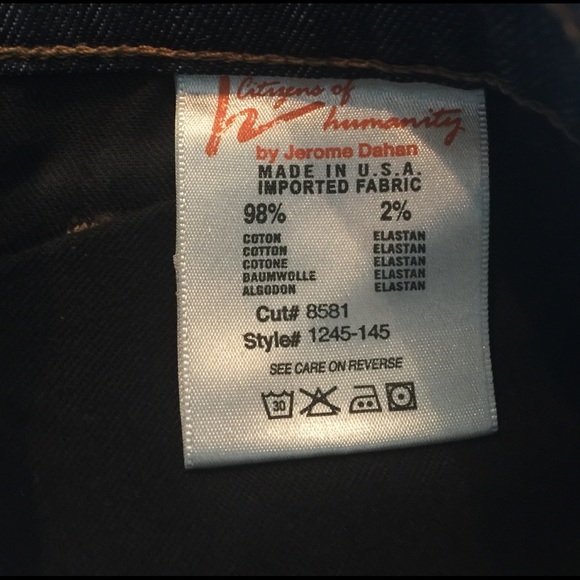 Citizens of
humanity
by Jerome Dahan
MADE IN U.S.A.
IMPORTED FABRIC
98% 2%
COTON ELASTAN
COTTON ELASTAN
COTONE ELASTAN
BAUMWOLLE ELASTAN
ALGODON ELASTAN
Cut# 8581
Style# 1245-145
SEE CARE ON REVERSE
30